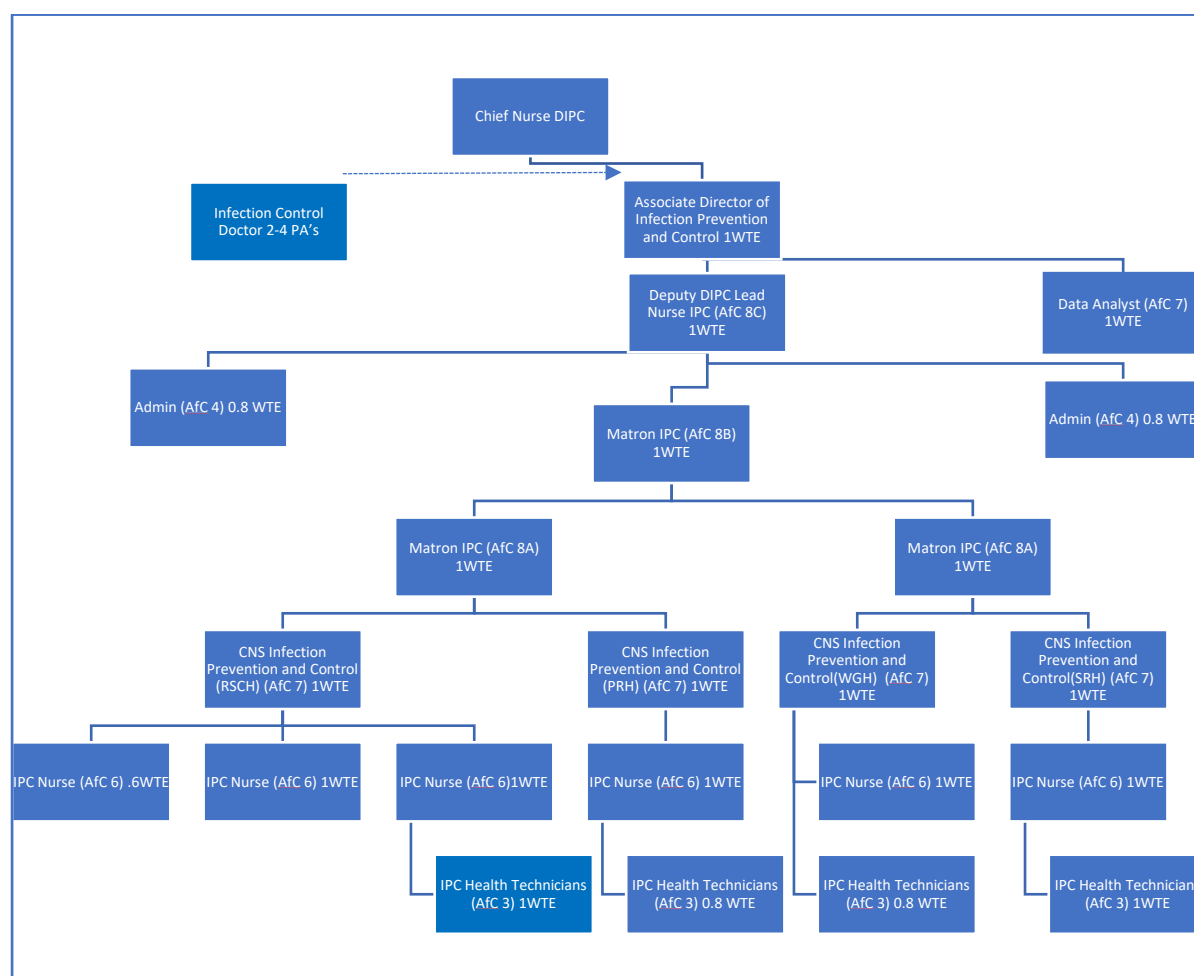 Chief Nurse DIPC
Infection Control
Doctor 2-4 PA’s
Associate Director of
Infection Prevention
and Control 1WTE
Deputy DIPC Lead
Nurse IPC (AfC 8C)
1WTE
Data Analyst (AfC 7)
1WTE
Admin (AfC 4) 0.8 WTE
Admin (AfC 4) 0.8 WTE
Matron IPC (AfC 8B)
1WTE
Matron IPC (AfC 8A)
1WTE
Matron IPC (AfC 8A)
1WTE
CNS Infection
Prevention and Control
(RSCH) (AfC 7) 1WTE
CNS Infection
Prevention and Control
(PRH) (AfC 7) 1WTE
CNS Infection
Prevention and
Control(WGH) (AfC 7)
1WTE
CNS Infection
Prevention and
Control(SRH) (AfC 7)
1WTE
IPC Nurse (AfC 6) .6WTE
IPC Nurse (AfC 6) 1WTE
IPC Nurse (AfC 6)1WTE
IPC Nurse (AfC 6) 1WTE
IPC Nurse (AfC 6) 1WTE
IPC Nurse (AfC 6) 1WTE
IPC Health Technicians
(AfC 3) 1WTE
IPC Health Technicians
(AfC 3) 0.8 WTE
IPC Health Technicians
(AfC 3) 0.8 WTE
IPC Health Technicians
(AfC 3) 1WTE